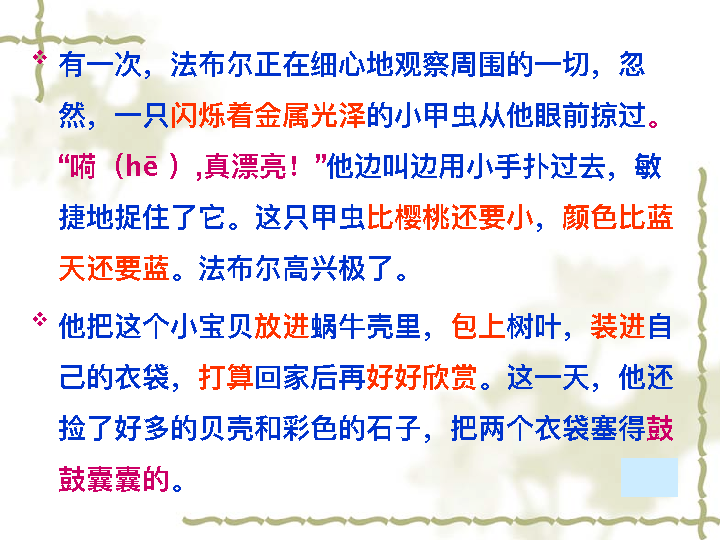 有一次，法布尔正在细心地观察周围的一切，忽
然，一只闪烁着金属光泽的小甲虫从他眼前掠过。
“嗬（hē ）,真漂亮！”他边叫边用小手扑过去，敏
捷地捉住了它。这只甲虫比樱桃还要小，颜色比蓝
天还要蓝。法布尔高兴极了。
他把这个小宝贝放进蜗牛壳里，包上树叶，装进自
己的衣袋，打算回家后再好好欣赏。这一天，他还
捡了好多的贝壳和彩色的石子，把两个衣袋塞得鼓
鼓囊囊的。